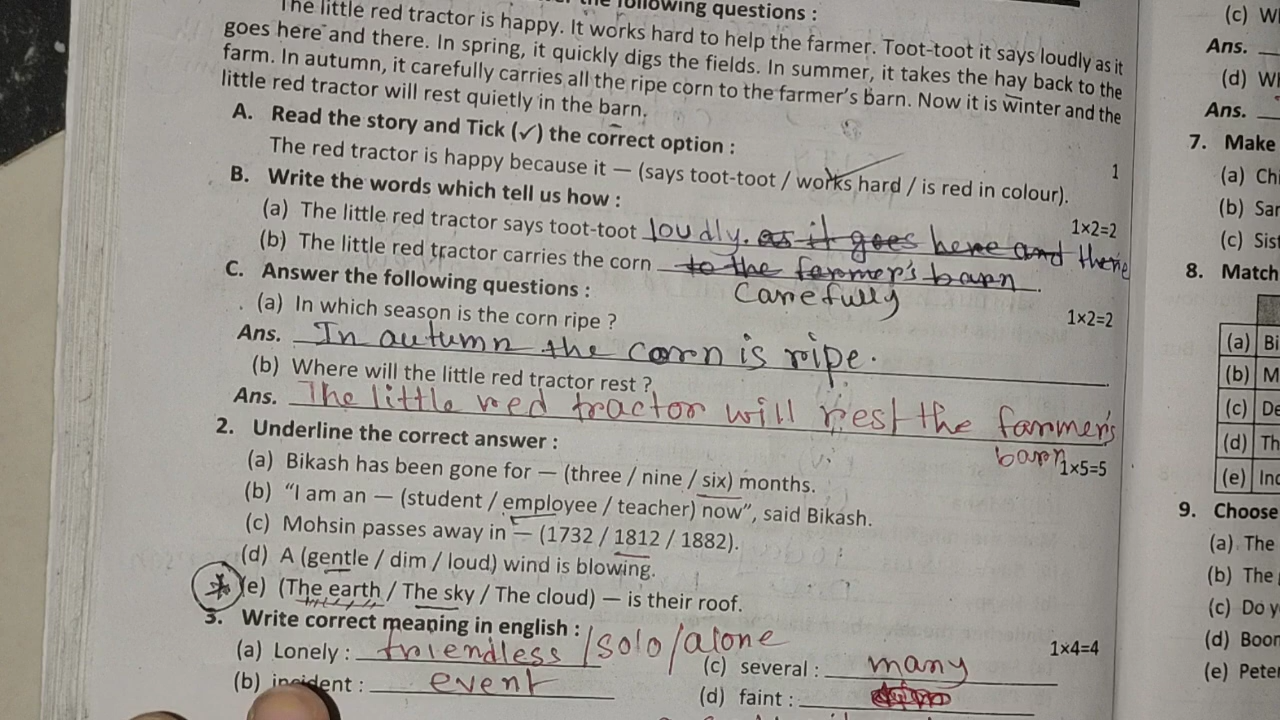 the following questions :
The little red tractor is happy. It works hard to help the farmer. Toot-toot it says loudly as it
goes here and there. In spring, it quickly digs the fields. In summer, it takes the hay back to the
farm. In autumn, it carefully carries all the ripe corn to the farmer's barn. Now it is winter and the
little red tractor will rest quietly in the barn.
A. Read the story and Tick (✓) the correct option :
The red tractor is happy because it — (says toot-toot / works hard / is red in colour). 1
B. Write the words which tell us how : 1×2=2
(a) The little red tractor says toot-toot loudly. as it goes here and there
(b) The little red tractor carries the corn to the farmer's barn.
Carefully
C. Answer the following questions : 1×2=2
(a) In which season is the corn ripe ?
Ans. In autumn the corn is ripe.
(b) Where will the little red tractor rest ?
Ans. The little red tractor will rest the farmer's
barn
2. Underline the correct answer : 1×5=5
(a) Bikash has been gone for — (three / nine / six) months.
(b) "I am an — (student / employee / teacher) now", said Bikash.
(c) Mohsin passes away in — (1732 / 1812 / 1882).
(d) A (gentle / dim / loud) wind is blowing.
(e) (The earth / The sky / The cloud) — is their roof.
3. Write correct meaning in english : 1×4=4
(a) Lonely : friendless /solo/alone
(c) several : many
(b) incident : event
(d) faint :
(c)
Ans.
(d)
Ans.
7. Make
(a)
(b)
(c)
8. Match
(a)
(b)
(c)
(d)
(e)
9. Choose
(a) The
(b) The
(c) Do
(d)
(e)